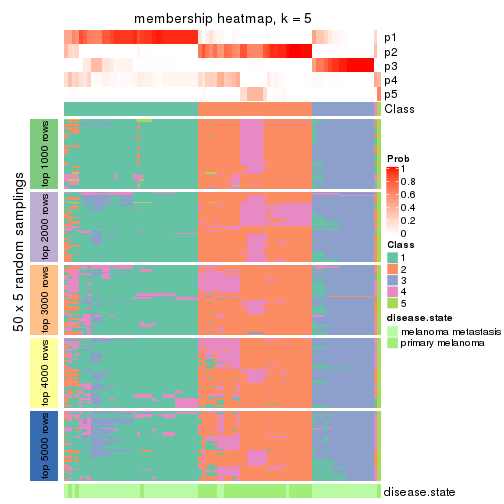 membership heatmap, k = 5
p1
p2
p3
p4
p5
Class
50 x 5 random samplings
top 1000 rows
top 2000 rows
top 3000 rows
top 4000 rows
top 5000 rows
disease.state
Prob
1
0.8
0.6
0.4
0.2
0
Class
1
2
3
4
5
disease.state
melanoma metastasis
primary melanoma